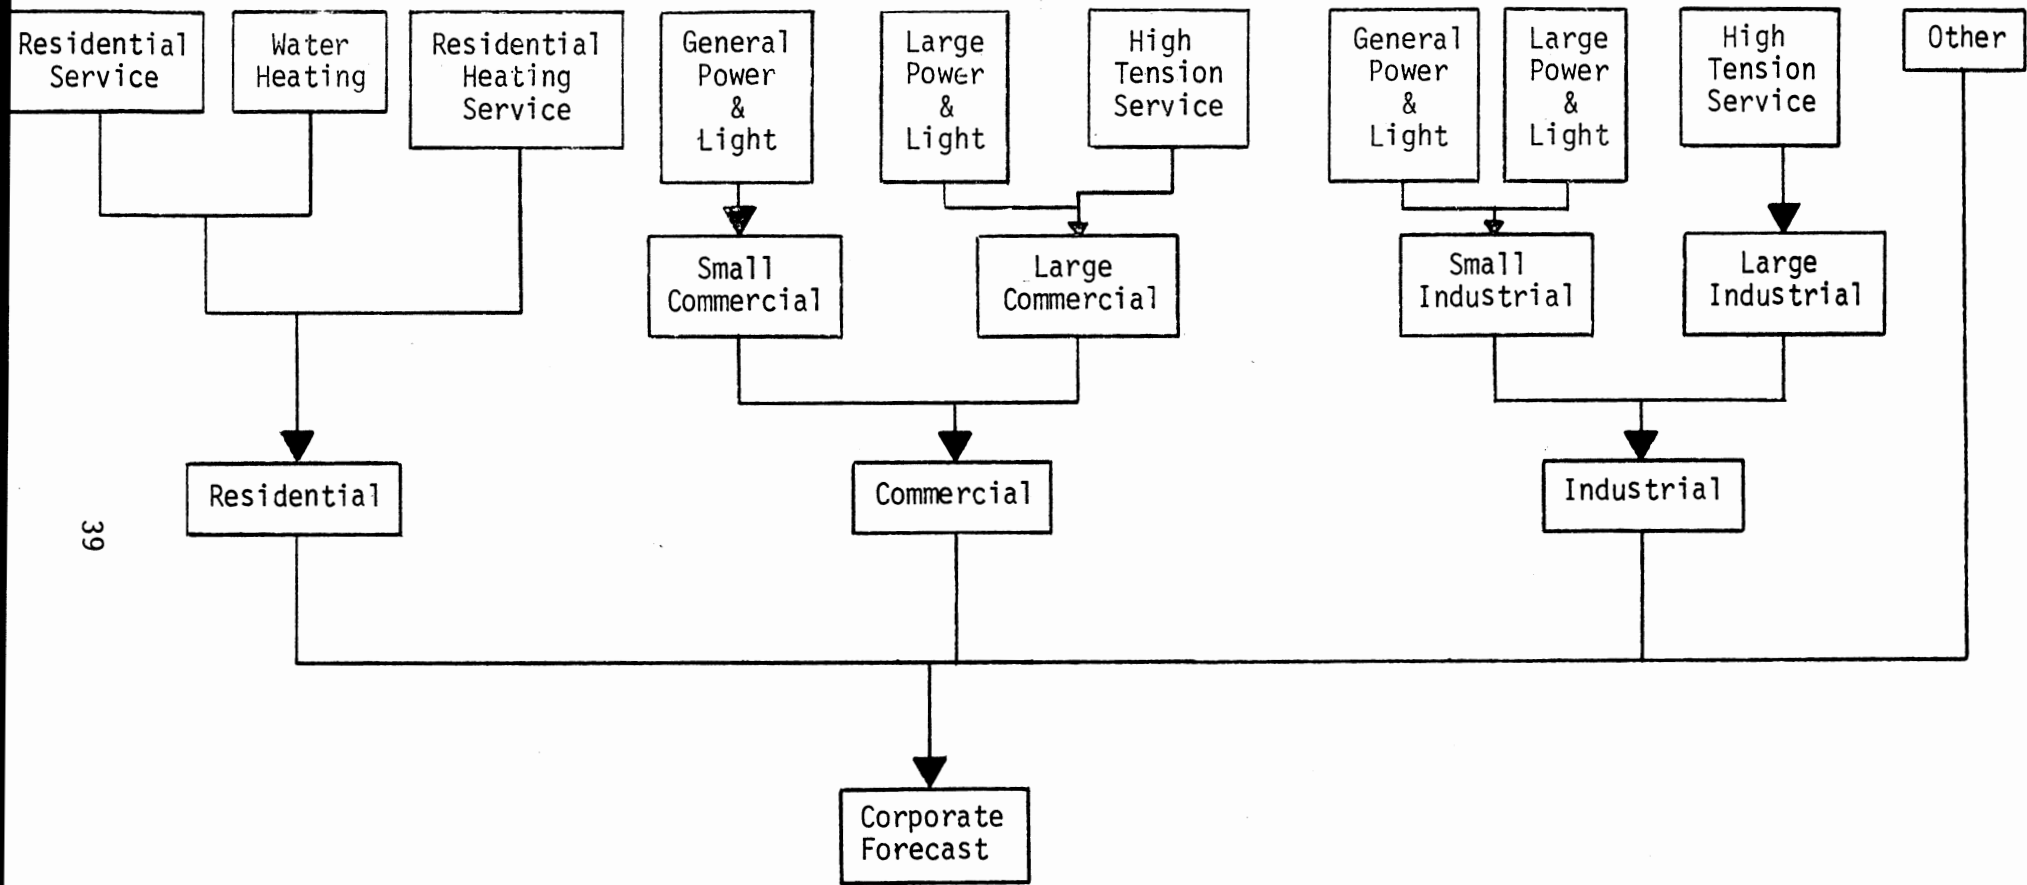 Residential
Service
Water
Heating
Residential
Heating
Service
General
Power
&
Light
Large
Power
&
Light
High
Tension
Service
General
Power
&
Light
Large
Power
&
Light
High
Tension
Service
Other
Small
Commercial
Large
Commercial
Small
Industrial
Large
Industrial
Residential
Commercial
Industrial
39
Corporate
Forecast